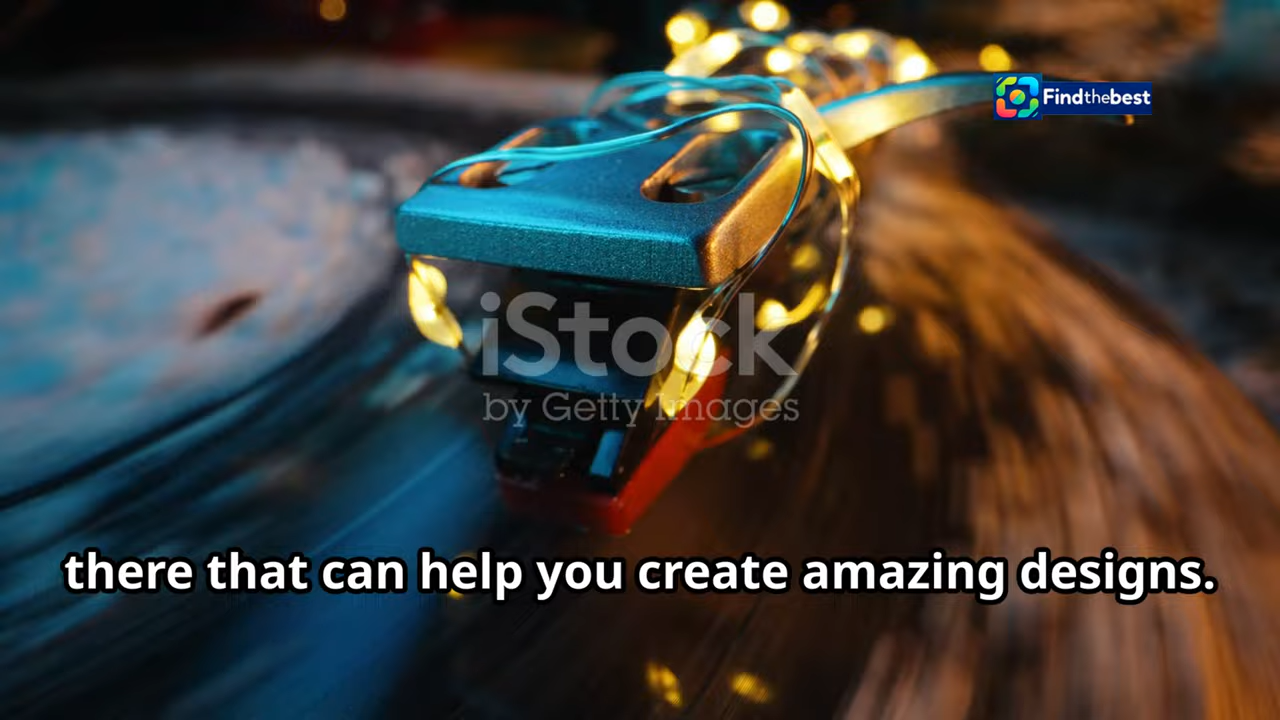 Findthebest
iStock
by Getty Images
there that can help you create amazing designs.